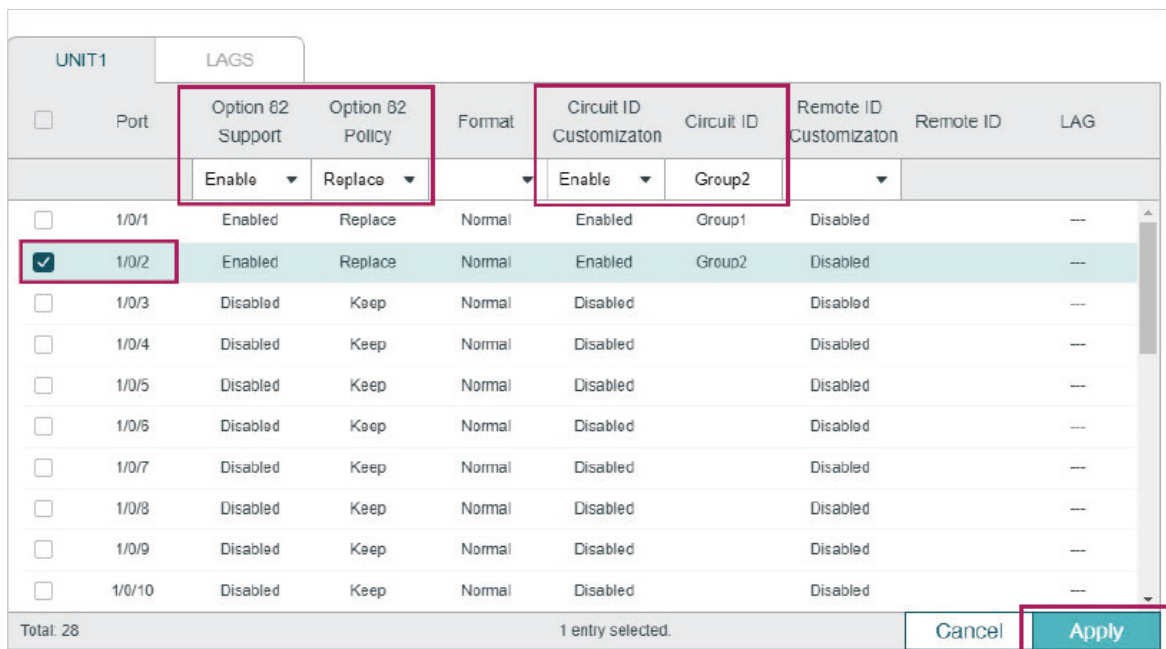 UNIT1 LAGS
Port Option 82 Support Option 82 Policy Format Circuit ID Customizaton Circuit ID Remote ID Customizaton Remote ID LAG
Enable Replace Enable Group2
1/0/1 Enabled Replace Normal Enabled Group1 Disabled ---
1/0/2 Enabled Replace Normal Enabled Group2 Disabled ---
1/0/3 Disabled Keep Normal Disabled Disabled ---
1/0/4 Disabled Keep Normal Disabled Disabled ---
1/0/5 Disabled Keep Normal Disabled Disabled ---
1/0/6 Disabled Keep Normal Disabled Disabled ---
1/0/7 Disabled Keep Normal Disabled Disabled ---
1/0/8 Disabled Keep Normal Disabled Disabled ---
1/0/9 Disabled Keep Normal Disabled Disabled ---
1/0/10 Disabled Keep Normal Disabled Disabled ---
Total: 28 1 entry selected. Cancel Apply